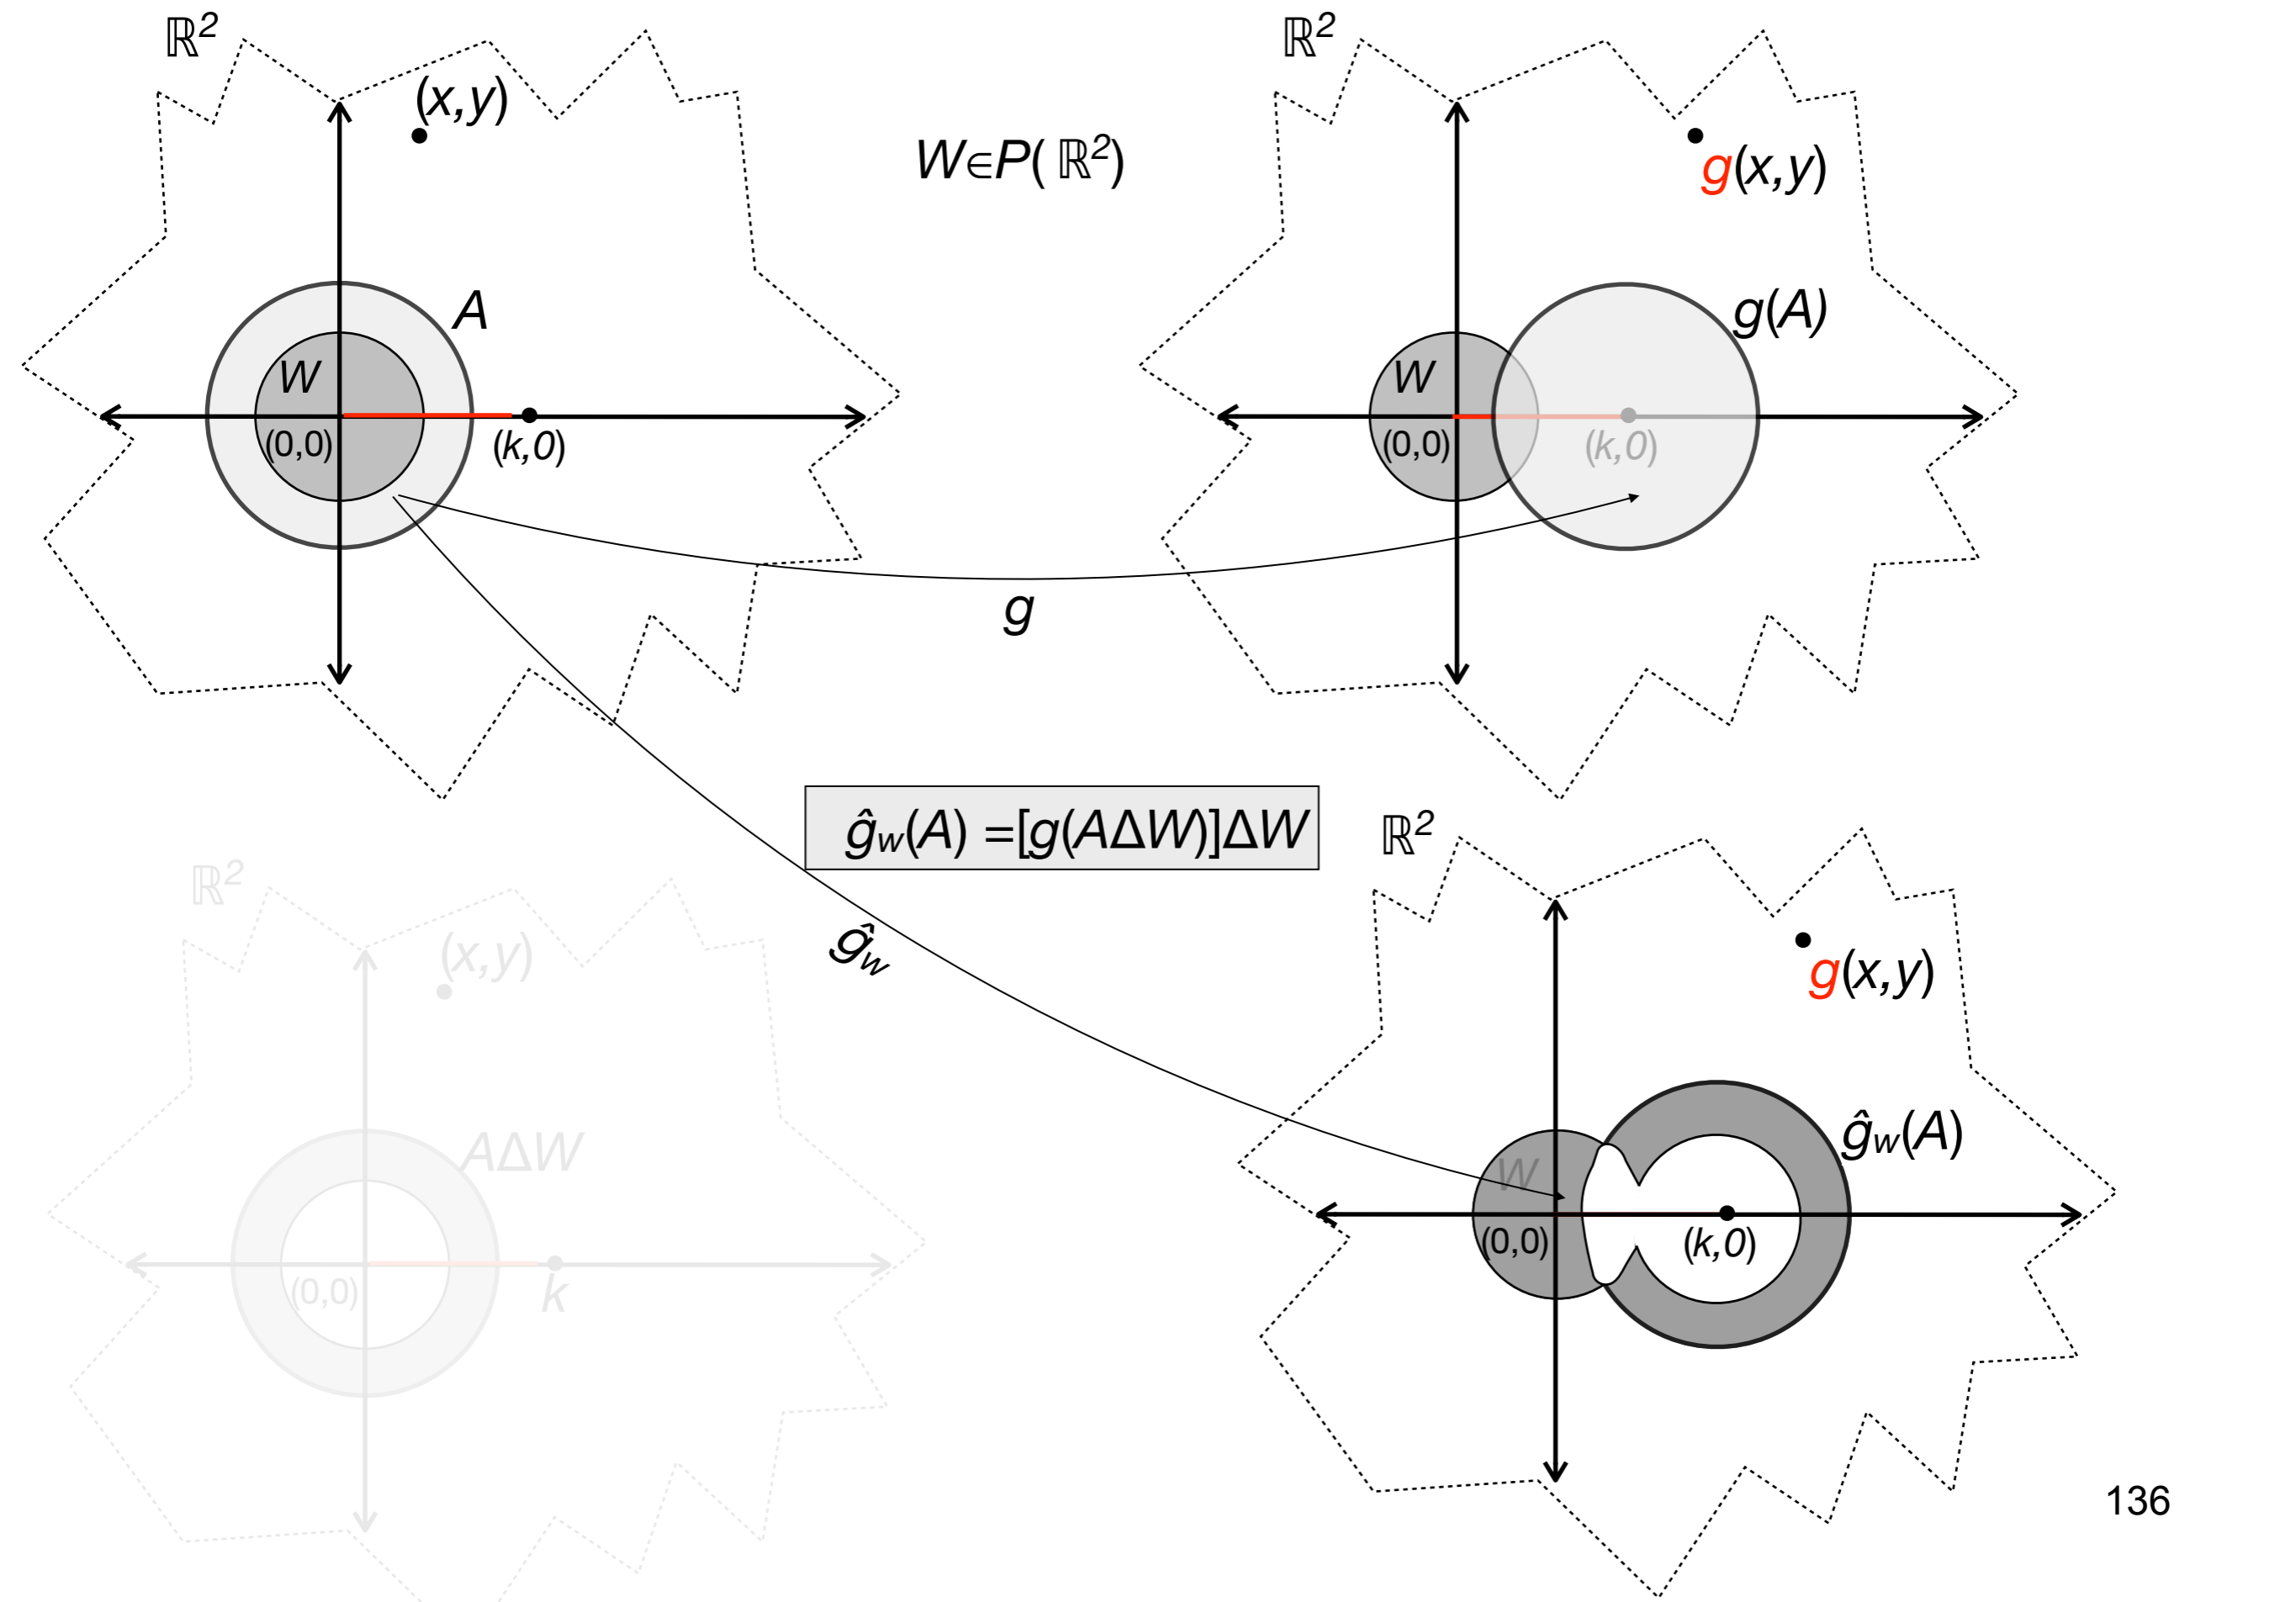 ℝ²
(x,y)
A
W
(0,0)
(k,0)
W∈P( ℝ²)
ℝ²
g(x,y)
g(A)
W
(0,0)
(k,0)
g
ĝw(A) =[g(AΔW)]ΔW
ĝw
ℝ²
(x,y)
AΔW
(0,0)
k
ℝ²
g(x,y)
ĝw(A)
W
(0,0)
(k,0)
136